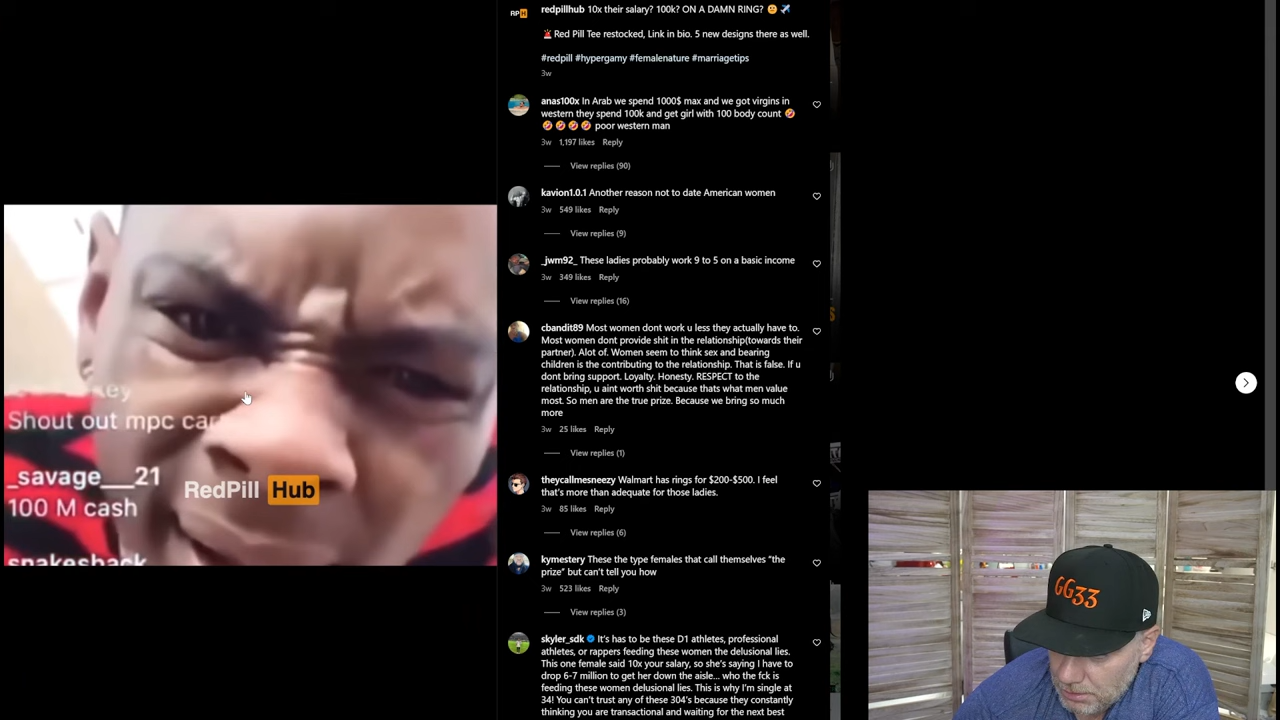 RPH
redpillhub 10x their salary? 100k? ON A DAMN RING? 😕 ✈️
🚨Red Pill Tee restocked, Link in bio. 5 new designs there as well.
#redpill #hypergamy #femalenature #marriagetips
3w
anas100x In Arab we spend 1000$ max and we got virgins in
western they spend 100k and get girl with 100 body count 🤣
🤣🤣🤣🤣 poor western man
3w 1,197 likes Reply
View replies (90)
kavion1.0.1 Another reason not to date American women
3w 549 likes Reply
View replies (9)
_jwm92_ These ladies probably work 9 to 5 on a basic income
3w 349 likes Reply
View replies (16)
cbandit89 Most women dont work u less they actually have to.
Most women dont provide shit in the relationship(towards their
partner). Alot of. Women seem to think sex and bearing
children is the contributing to the relationship. That is false. If u
dont bring support. Loyalty. Honesty. RESPECT to the
relationship, u aint worth shit because thats what men value
most. So men are the true prize. Because we bring so much
more
3w 25 likes Reply
View replies (1)
theycallmesneezy Walmart has rings for $200-$500. I feel
that's more than adequate for those ladies.
3w 85 likes Reply
View replies (6)
kymestery These the type females that call themselves "the
prize" but can't tell you how
3w 523 likes Reply
View replies (3)
skyler_sdk It's has to be these D1 athletes, professional
athletes, or rappers feeding these women the delusional lies.
This one female said 10x your salary, so she's saying I have to
drop 6-7 million to get her down the aisle... who the fck is
feeding these women delusional lies. This is why I'm single at
34! You can't trust any of these 304's because they constantly
thinking you are transactional and waiting for the next best
Shout out mpc
_savage___21
100 M cash
snakesback
RedPill Hub
GG33